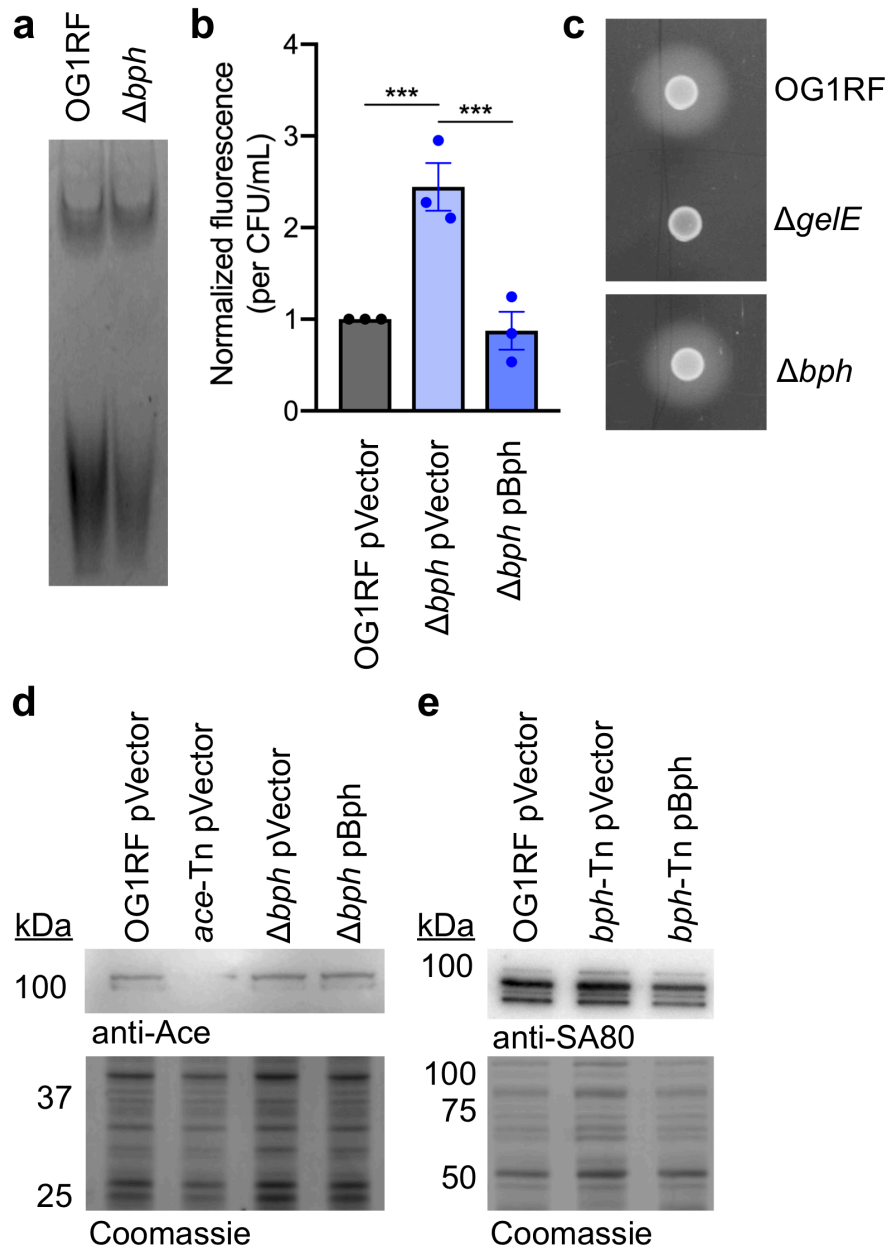 a
OG1RF
Δbph
b
Normalized fluorescence
(per CFU/mL)
4
3
2
1
0
***
***
OG1RF pVector
Δbph pVector
Δbph pBph
c
OG1RF
ΔgelE
Δbph
d
kDa
OG1RF pVector
ace-Tn pVector
Δbph pVector
Δbph pBph
100
anti-Ace
37
25
Coomassie
e
kDa
OG1RF pVector
bph-Tn pVector
bph-Tn pBph
100
anti-SA80
100
75
50
Coomassie